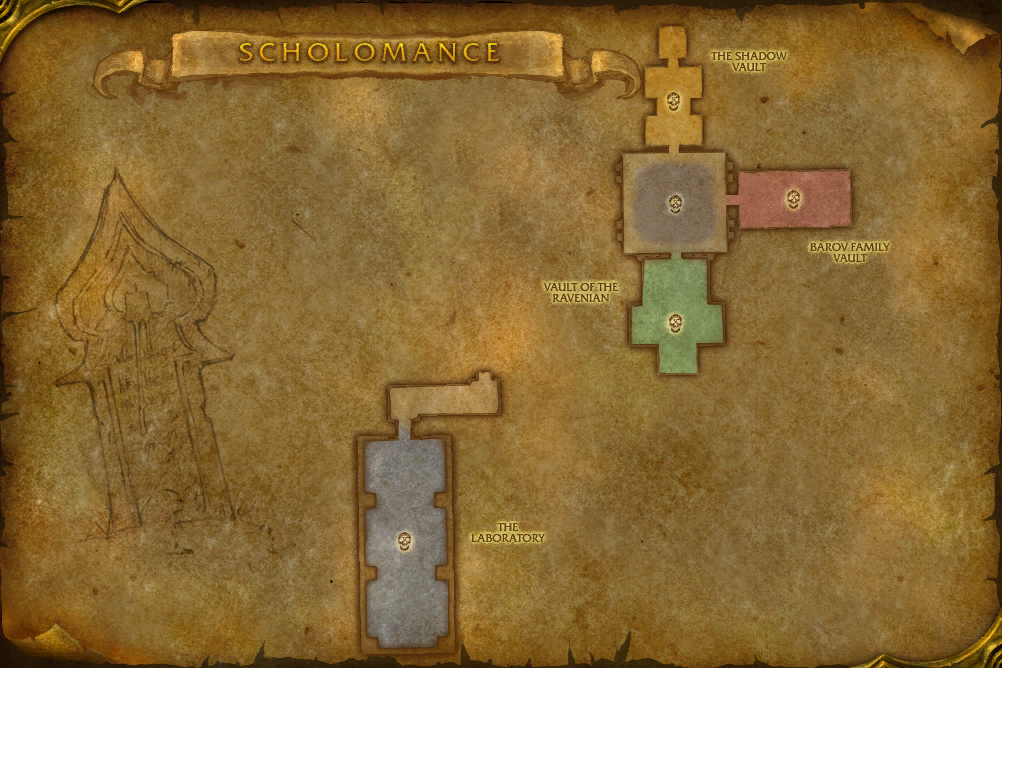 SCHOLOMANCE
THE SHADOW
VAULT
BAROV FAMILY
VAULT
VAULT OF THE
RAVENIAN
THE
LABORATORY